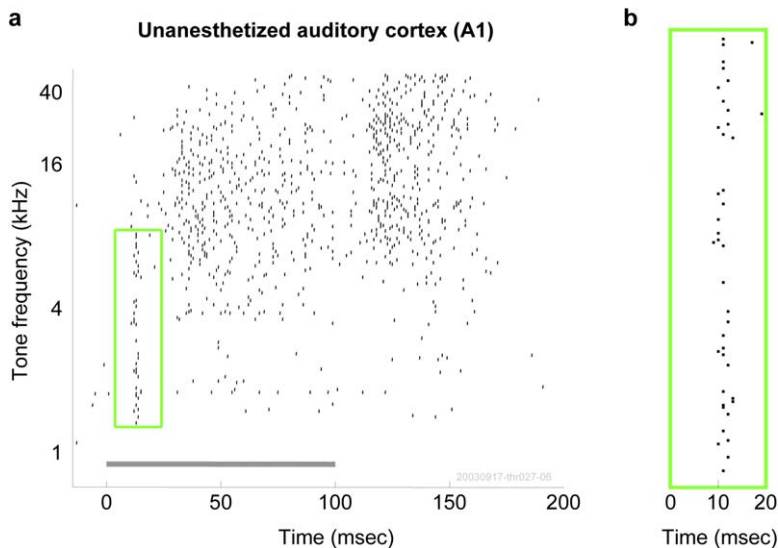 a
Unanesthetized auditory cortex (A1)
Tone frequency (kHz)
40
16
4
1
20030917-thr027-06
0 50 100 150 200
Time (msec)
b
0 10 20
Time (msec)